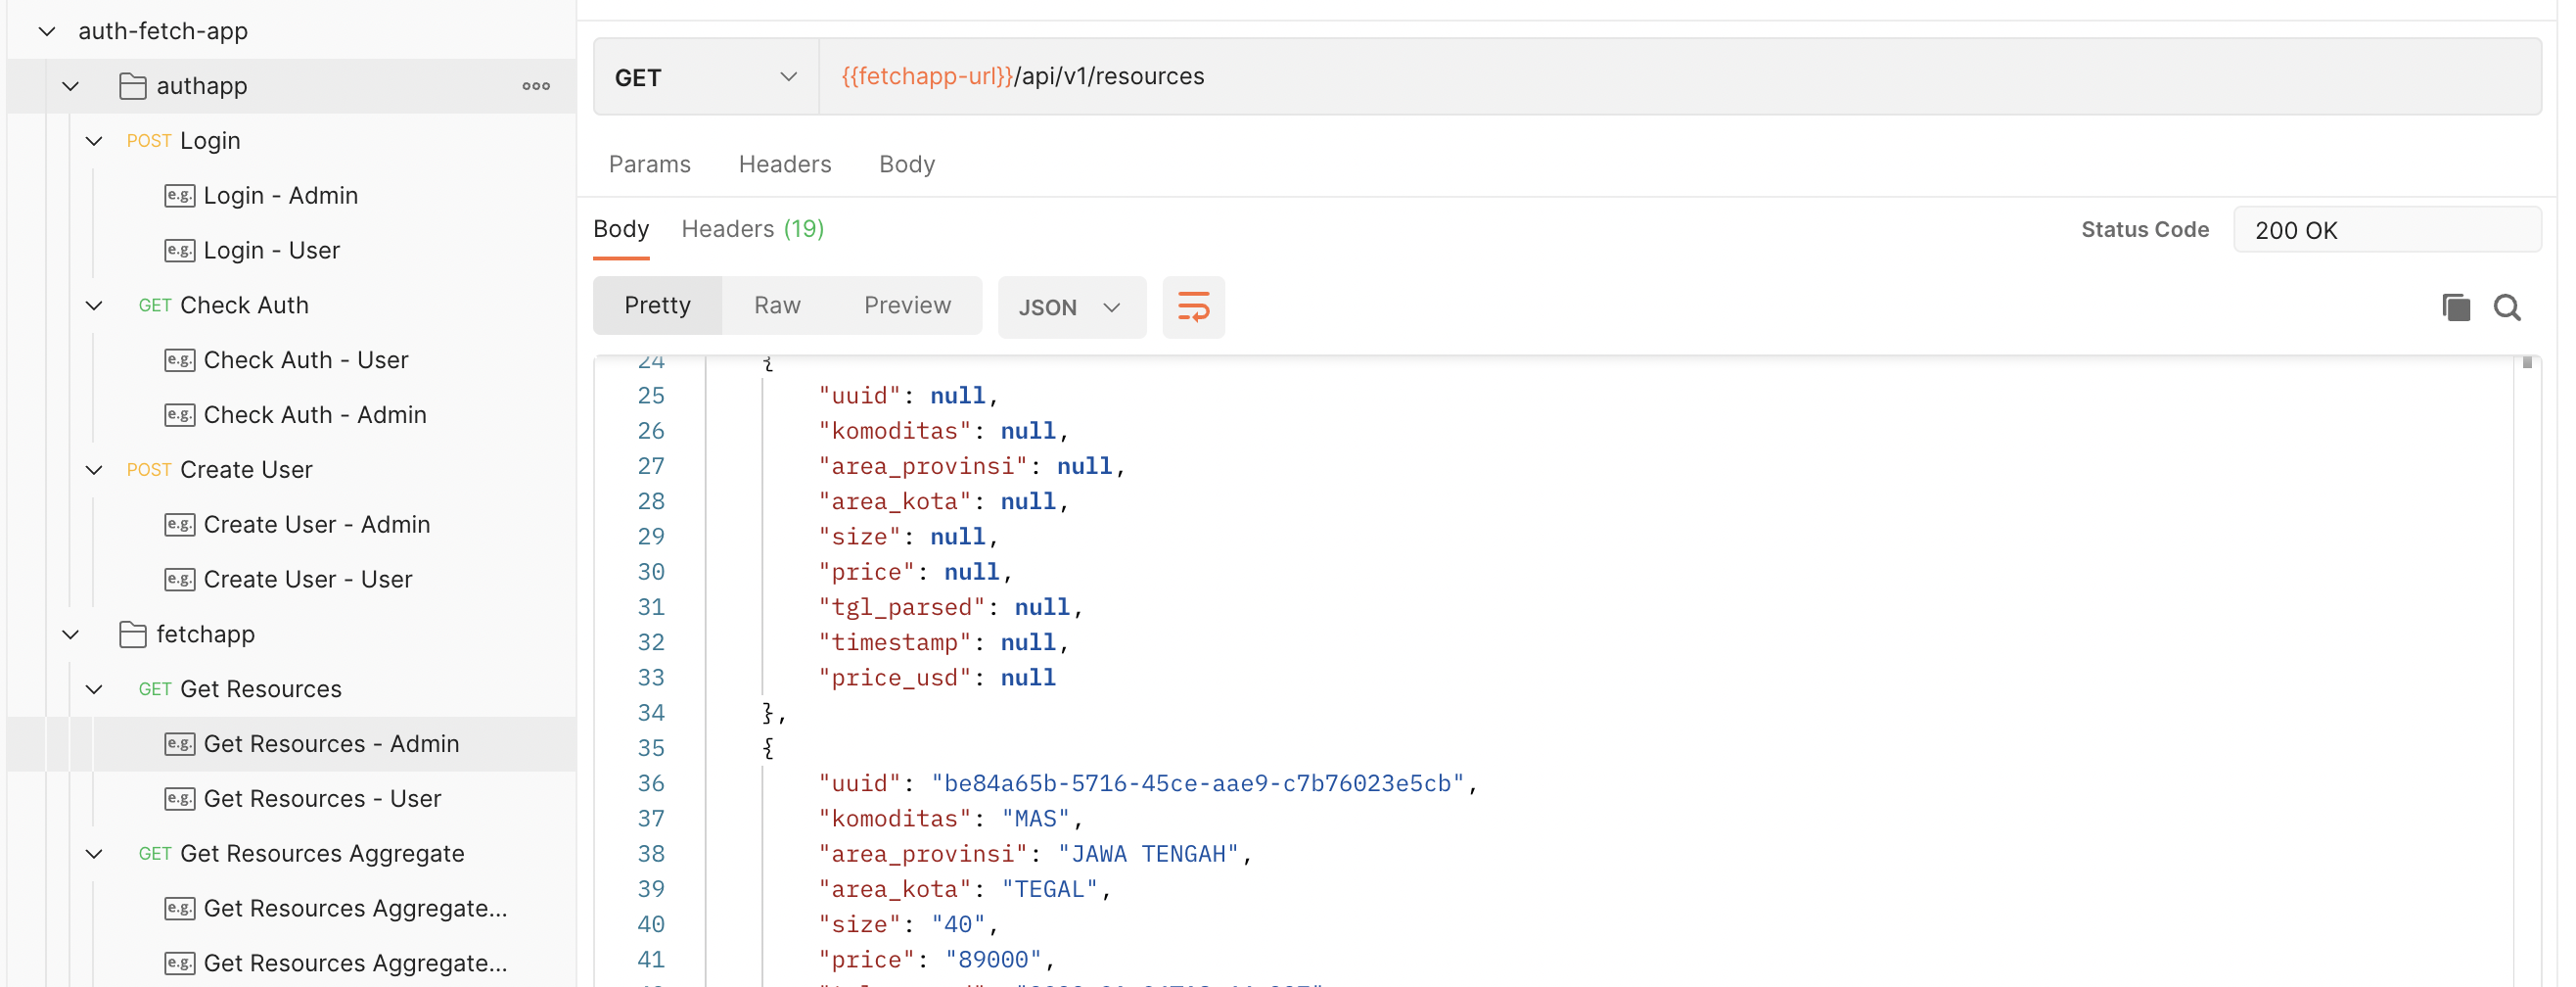 auth-fetch-app
authapp
POST Login
e.g. Login - Admin
e.g. Login - User
GET Check Auth
e.g. Check Auth - User
e.g. Check Auth - Admin
POST Create User
e.g. Create User - Admin
e.g. Create User - User
fetchapp
GET Get Resources
e.g. Get Resources - Admin
e.g. Get Resources - User
GET Get Resources Aggregate
e.g. Get Resources Aggregate...
e.g. Get Resources Aggregate...
GET {{fetchapp-url}}/api/v1/resources
Params Headers Body
Body Headers (19) Status Code 200 OK
Pretty Raw Preview JSON
24 {
25 "uuid": null,
26 "komoditas": null,
27 "area_provinsi": null,
28 "area_kota": null,
29 "size": null,
30 "price": null,
31 "tgl_parsed": null,
32 "timestamp": null,
33 "price_usd": null
34 },
35 {
36 "uuid": "be84a65b-5716-45ce-aae9-c7b76023e5cb",
37 "komoditas": "MAS",
38 "area_provinsi": "JAWA TENGAH",
39 "area_kota": "TEGAL",
40 "size": "40",
41 "price": "89000",